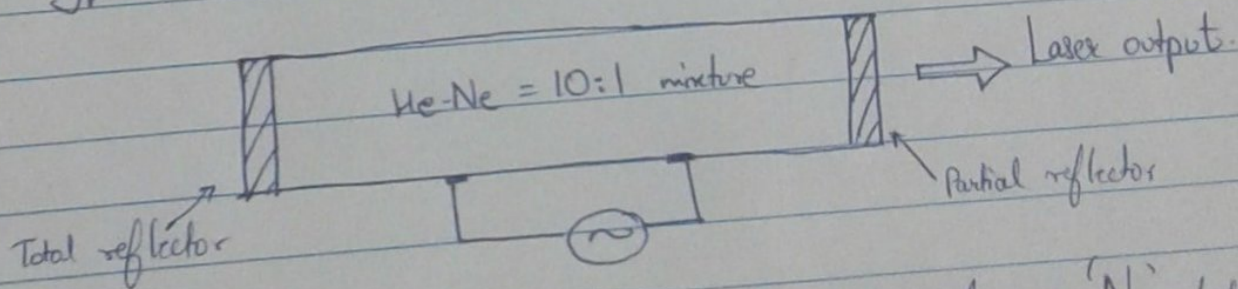 Laser output.
He-Ne = 10:1 mixture
Partial reflector
Total reflector